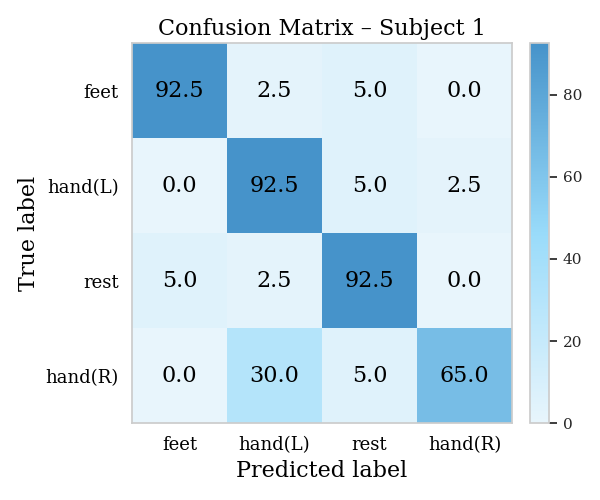 Confusion Matrix – Subject 1
True label
feet 92.5 2.5 5.0 0.0
hand(L) 0.0 92.5 5.0 2.5
rest 5.0 2.5 92.5 0.0
hand(R) 0.0 30.0 5.0 65.0
feet hand(L) rest hand(R)
Predicted label
80
60
40
20
0